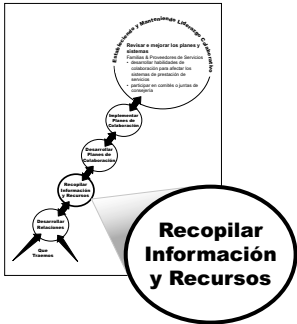 Estableciendo y Manteniendo Liderazgo Colaborativo
Revisar e mejorar los planes y
sistemas
Familias & Proveedores de Servicios
• desarrollar habilidades de
colaboración para afectar los
sistemas de prestación de
servicios
• participar en comités o juntas de
consejería
Implementar
Planes de
Colaboración
Desarrollar
Planes de
Colaboración
Recopilar
Información
y Recursos
Desarrollar
Relaciones
Que
Traemos
Recopilar
Información
y Recursos